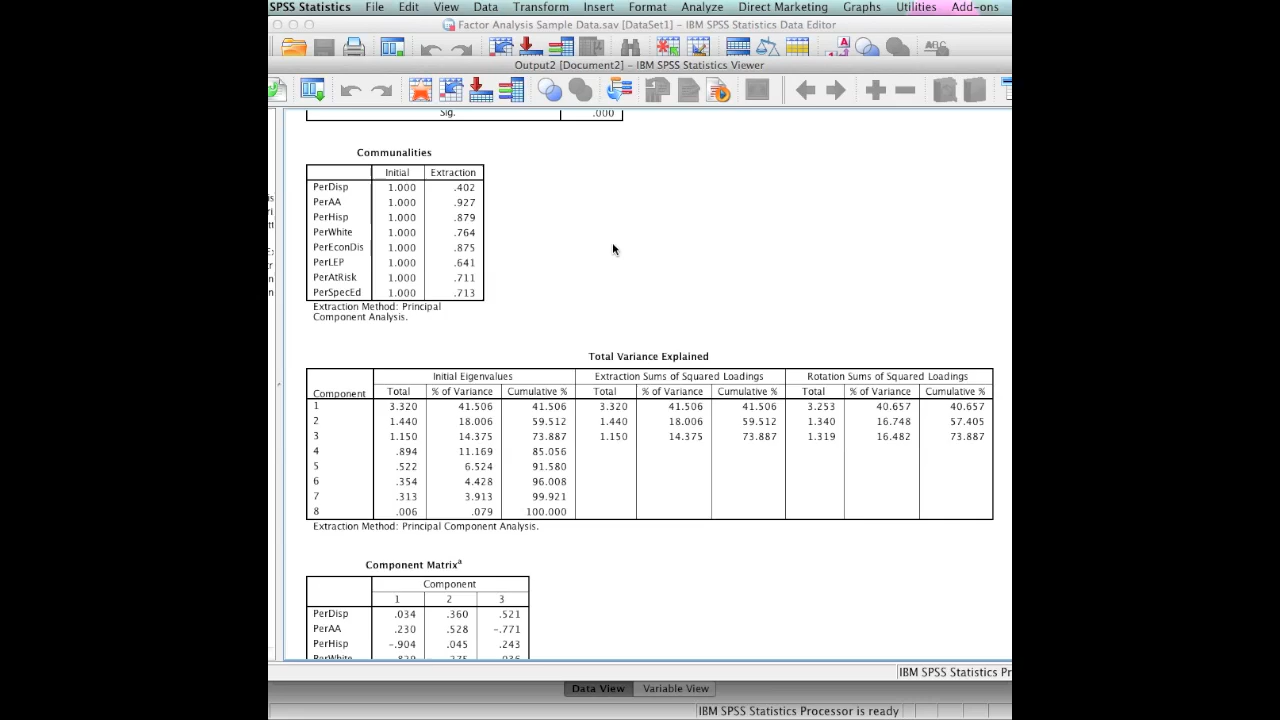 SPSS Statistics File Edit View Data Transform Insert Format Analyze Direct Marketing Graphs Utilities Add-ons
Factor Analysis Sample Data.sav [DataSet1] – IBM SPSS Statistics Data Editor
Output2 [Document2] – IBM SPSS Statistics Viewer
Sig. .000
Communalities
Initial Extraction
PerDisp 1.000 .402
PerAA 1.000 .927
PerHisp 1.000 .879
PerWhite 1.000 .764
PerEconDis 1.000 .875
PerLEP 1.000 .641
PerAtRisk 1.000 .711
PerSpecEd 1.000 .713
Extraction Method: Principal
Component Analysis.
Total Variance Explained
Initial Eigenvalues Extraction Sums of Squared Loadings Rotation Sums of Squared Loadings
Component Total % of Variance Cumulative % Total % of Variance Cumulative % Total % of Variance Cumulative %
1 3.320 41.506 41.506 3.320 41.506 41.506 3.253 40.657 40.657
2 1.440 18.006 59.512 1.440 18.006 59.512 1.340 16.748 57.405
3 1.150 14.375 73.887 1.150 14.375 73.887 1.319 16.482 73.887
4 .894 11.169 85.056
5 .522 6.524 91.580
6 .354 4.428 96.008
7 .313 3.913 99.921
8 .006 .079 100.000
Extraction Method: Principal Component Analysis.
Component Matrixᵃ
Component
1 2 3
PerDisp .034 .360 .521
PerAA .230 .528 -.771
PerHisp -.904 .045 .243
PerWhite
IBM SPSS Statistics Pr
Data View Variable View
IBM SPSS Statistics Processor is ready